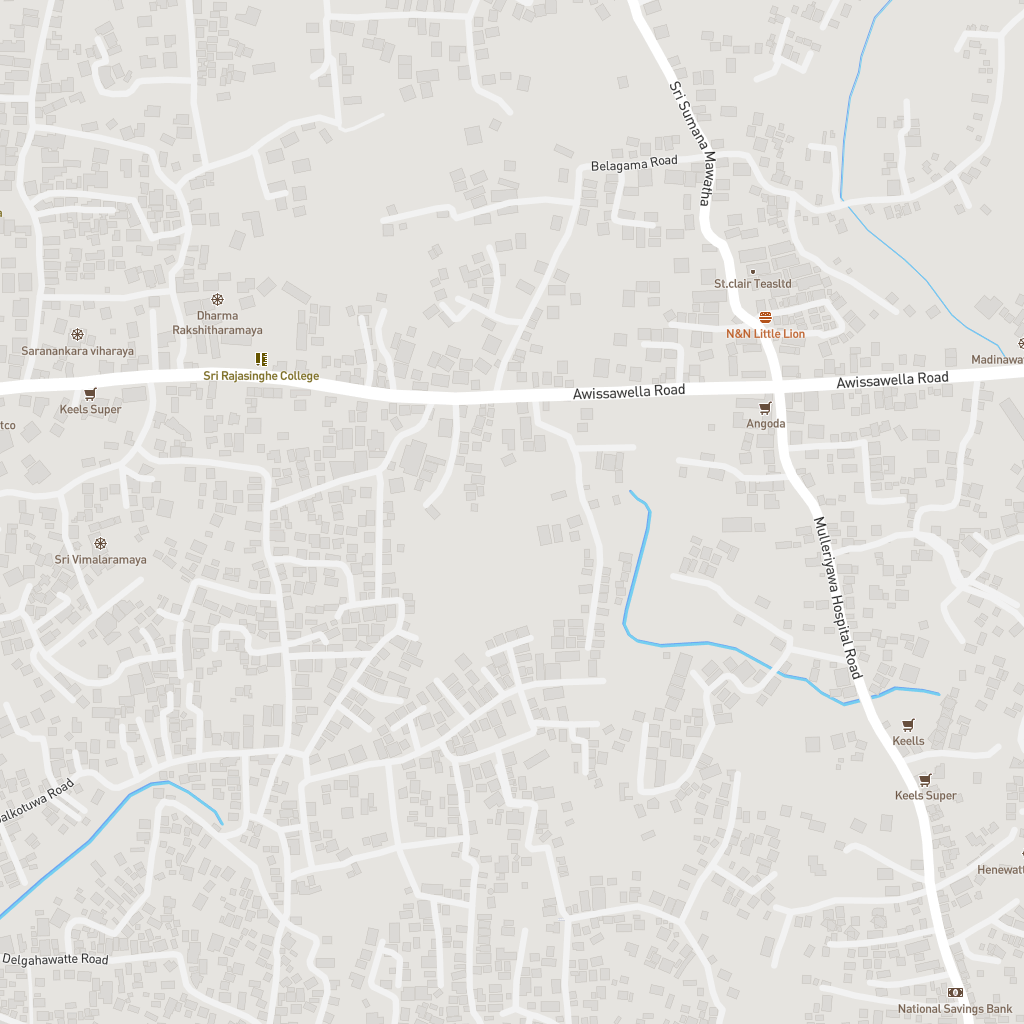 Sri Sumana Mawatha
Belagama Road
St.clair Teasltd
Dharma
Rakshitharamaya
N&N Little Lion
Saranankara viharaya
Madinawa
Sri Rajasinghe College
Awissawella Road
Awissawella Road
Keels Super
Angoda
tco
Mulleriyawa Hospital Road
Sri Vimalaramaya
Keells
Keels Super
alkotuwa Road
Henewatt
Delgahawatte Road
National Savings Bank